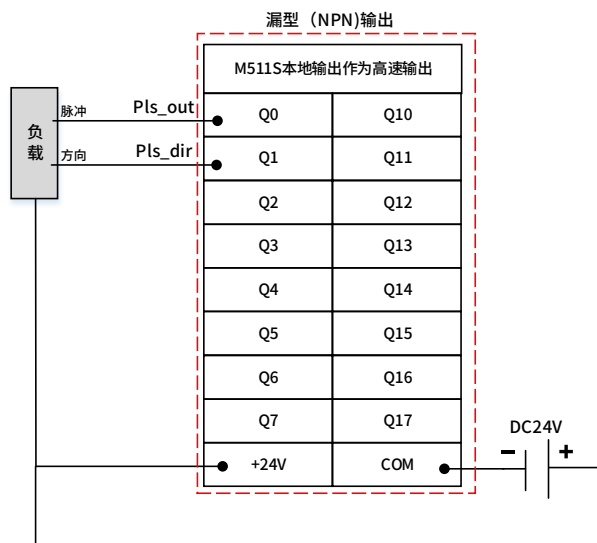 漏型（NPN)输出
M511S本地输出作为高速输出
脉冲 Pls_out Q0 Q10
负载
方向 Pls_dir Q1 Q11
Q2 Q12
Q3 Q13
Q4 Q14
Q5 Q15
Q6 Q16
Q7 Q17
DC24V
+24V COM - +